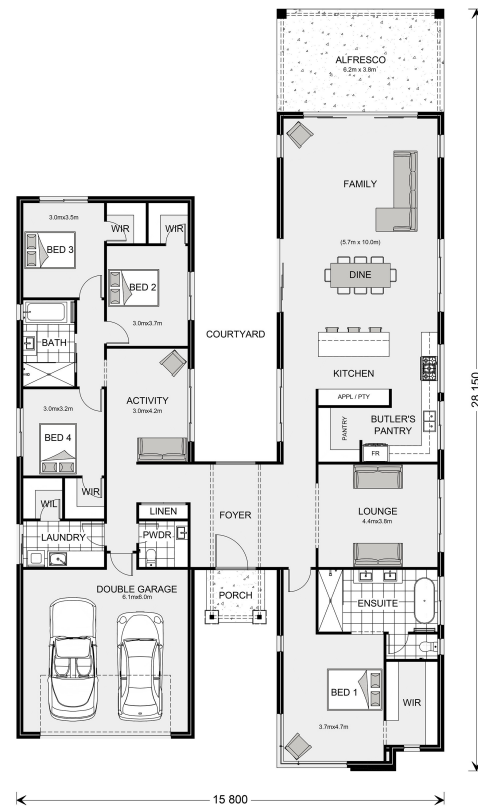 ALFRESCO
6.2m x 3.8m
FAMILY
(5.7m x 10.0m)
DINE
KITCHEN
APPL / PTY
PANTRY
BUTLER'S
PANTRY
FR
3.0mx3.5m
WIR
WIR
BED 3
BED 2
3.0mx3.7m
BATH
COURTYARD
ACTIVITY
3.0mx4.2m
3.0mx3.2m
BED 4
WIR
WIL
LINEN
LAUNDRY
PWDR
FOYER
LOUNGE
4.4mx3.8m
DOUBLE GARAGE
6.1mx6.0m
PORCH
ENSUITE
BED 1
3.7mx4.7m
WIR
28 150
15 800